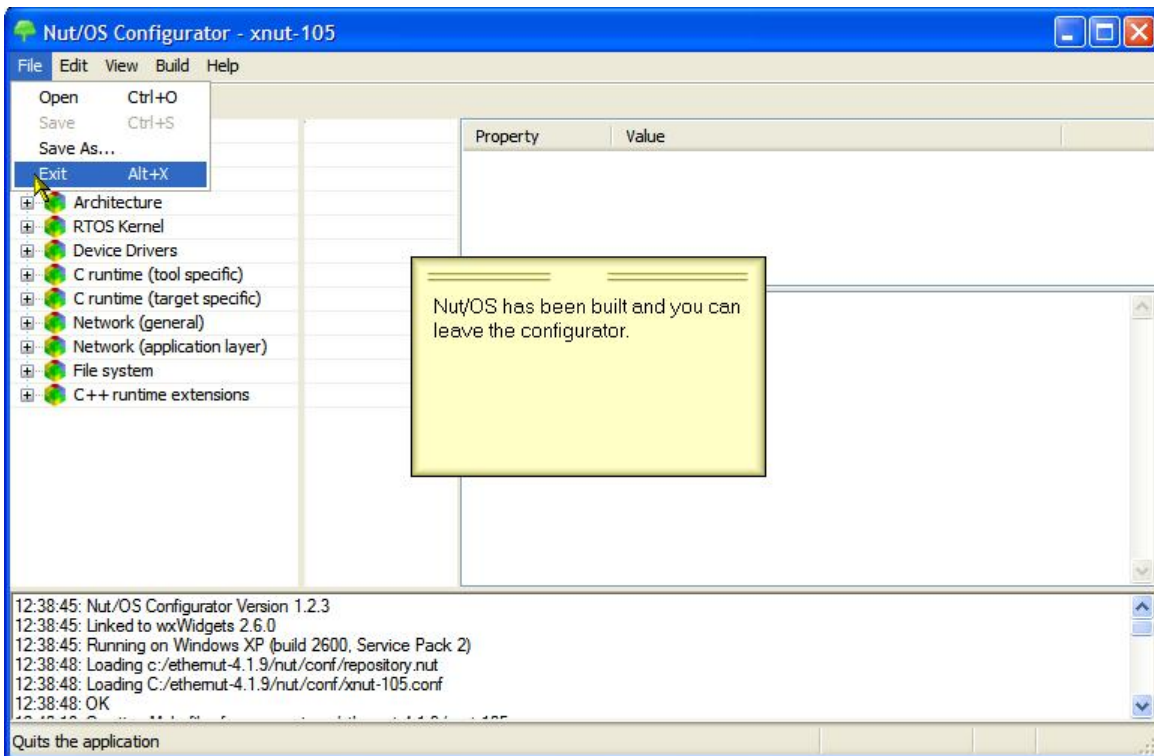 Nut/OS Configurator - xnut-105
File Edit View Build Help
Open Ctrl+O
Save Ctrl+S
Save As...
Exit Alt+X
Property Value
Architecture
RTOS Kernel
Device Drivers
C runtime (tool specific)
C runtime (target specific)
Network (general)
Network (application layer)
File system
C++ runtime extensions
Nut/OS has been built and you can
leave the configurator.
12:38:45: Nut/OS Configurator Version 1.2.3
12:38:45: Linked to wxWidgets 2.6.0
12:38:45: Running on Windows XP (build 2600, Service Pack 2)
12:38:48: Loading c:/ethernut-4.1.9/nut/conf/repository.nut
12:38:48: Loading C:/ethernut-4.1.9/nut/conf/xnut-105.conf
12:38:48: OK
Quits the application